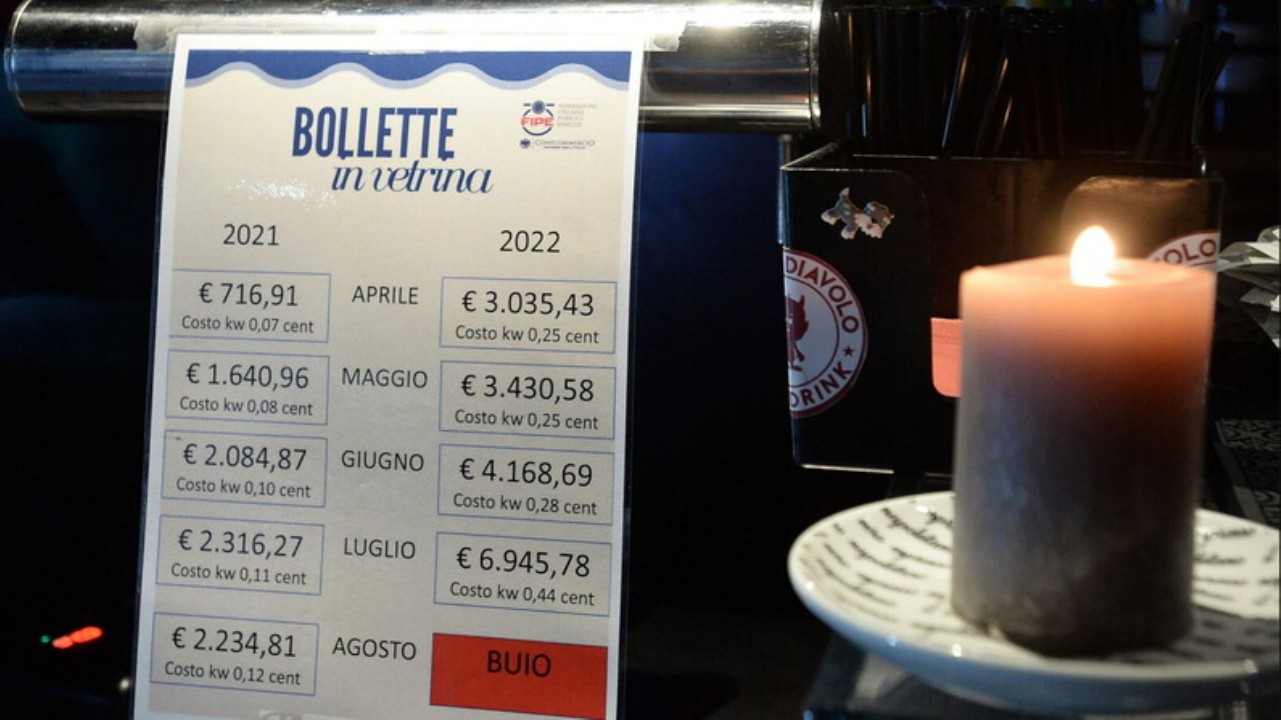 BOLLETTE
in vetrina
FIPE
CONFCOMMERCIO
2021
2022
€ 716,91
Costo kw 0,07 cent
APRILE
€ 3.035,43
Costo kw 0,25 cent
€ 1.640,96
Costo kw 0,08 cent
MAGGIO
€ 3.430,58
Costo kw 0,25 cent
€ 2.084,87
Costo kw 0,10 cent
GIUGNO
€ 4.168,69
Costo kw 0,28 cent
€ 2.316,27
Costo kw 0,11 cent
LUGLIO
€ 6.945,78
Costo kw 0,44 cent
€ 2.234,81
Costo kw 0,12 cent
AGOSTO
BUIO
DIAVOLO
DRINK
OLO